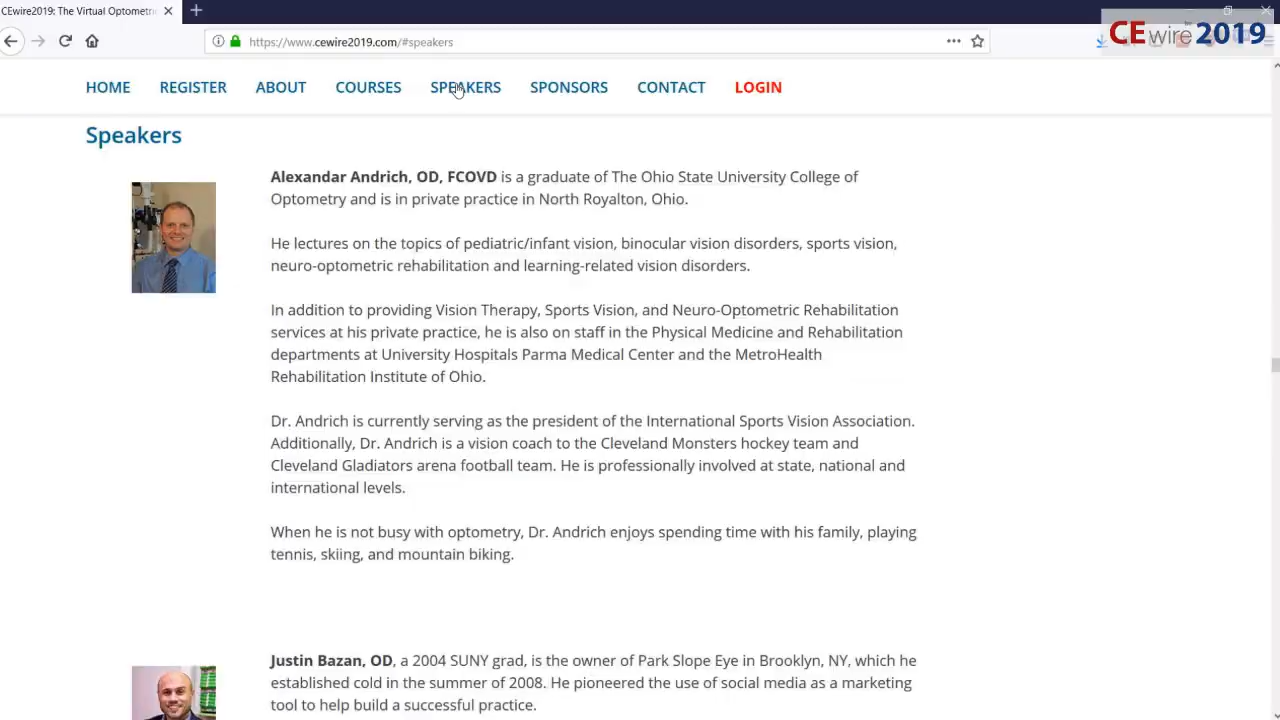 CEwire2019: The Virtual Optometri
https://www.cewire2019.com/#speakers
CEwire2019
HOME REGISTER ABOUT COURSES SPEAKERS SPONSORS CONTACT LOGIN
Speakers
Alexandar Andrich, OD, FCOVD is a graduate of The Ohio State University College of
Optometry and is in private practice in North Royalton, Ohio.
He lectures on the topics of pediatric/infant vision, binocular vision disorders, sports vision,
neuro-optometric rehabilitation and learning-related vision disorders.
In addition to providing Vision Therapy, Sports Vision, and Neuro-Optometric Rehabilitation
services at his private practice, he is also on staff in the Physical Medicine and Rehabilitation
departments at University Hospitals Parma Medical Center and the MetroHealth
Rehabilitation Institute of Ohio.
Dr. Andrich is currently serving as the president of the International Sports Vision Association.
Additionally, Dr. Andrich is a vision coach to the Cleveland Monsters hockey team and
Cleveland Gladiators arena football team. He is professionally involved at state, national and
international levels.
When he is not busy with optometry, Dr. Andrich enjoys spending time with his family, playing
tennis, skiing, and mountain biking.
Justin Bazan, OD, a 2004 SUNY grad, is the owner of Park Slope Eye in Brooklyn, NY, which he
established cold in the summer of 2008. He pioneered the use of social media as a marketing
tool to help build a successful practice.